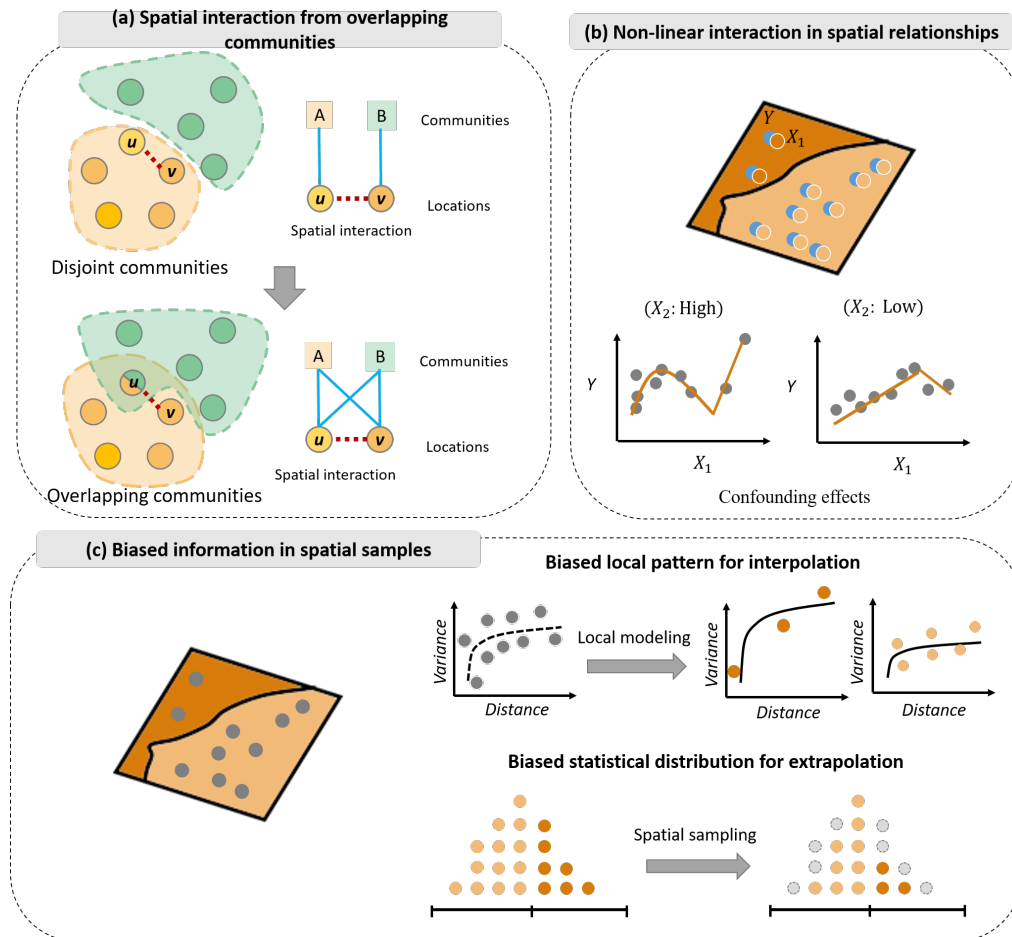 (a) Spatial interaction from overlapping
communities
u
v
Disjoint communities
A
B
Communities
u
v
Locations
Spatial interaction
u
v
Overlapping communities
A
B
Communities
u
v
Locations
Spatial interaction
(b) Non-linear interaction in spatial relationships
Y
X₁
(X₂: High)
(X₂: Low)
Y
X₁
Y
X₁
Confounding effects
(c) Biased information in spatial samples
Biased local pattern for interpolation
Variance
Distance
Local modeling
Variance
Distance
Variance
Distance
Biased statistical distribution for extrapolation
Spatial sampling